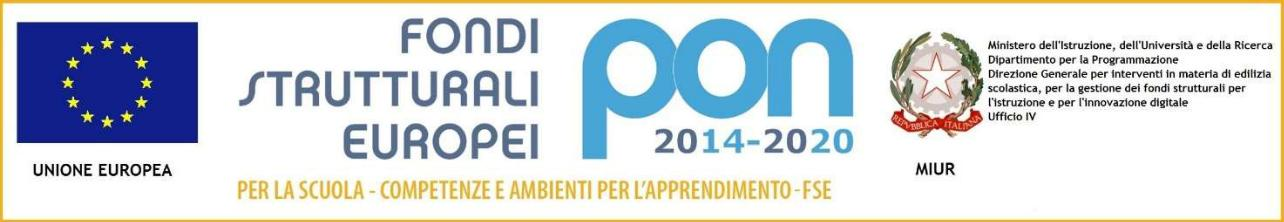 UNIONE EUROPEA
FONDI
STRUTTURALI
EUROPEI
pon
2014-2020
PER LA SCUOLA - COMPETENZE E AMBIENTI PER L'APPRENDIMENTO-FSE
REPVBBLICA ITALIANA
MIUR
Ministero dell'Istruzione, dell'Università e della Ricerca
Dipartimento per la Programmazione
Direzione Generale per interventi in materia di edilizia
scolastica, per la gestione dei fondi strutturali per
l'istruzione e per l'innovazione digitale
Ufficio IV